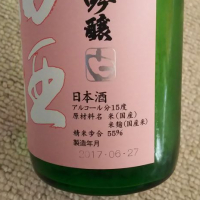 吟醸
日本酒
アルコール分15度
原材料名 米(国産)
米麹(国産米)
精米歩合 55%
製造年月
2017-06-27